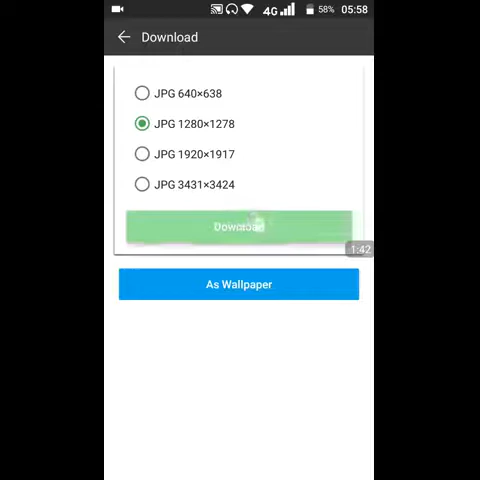 4G 58% 05:58
Download
JPG 640×638
JPG 1280×1278
JPG 1920×1917
JPG 3431×3424
Download
1:42
As Wallpaper